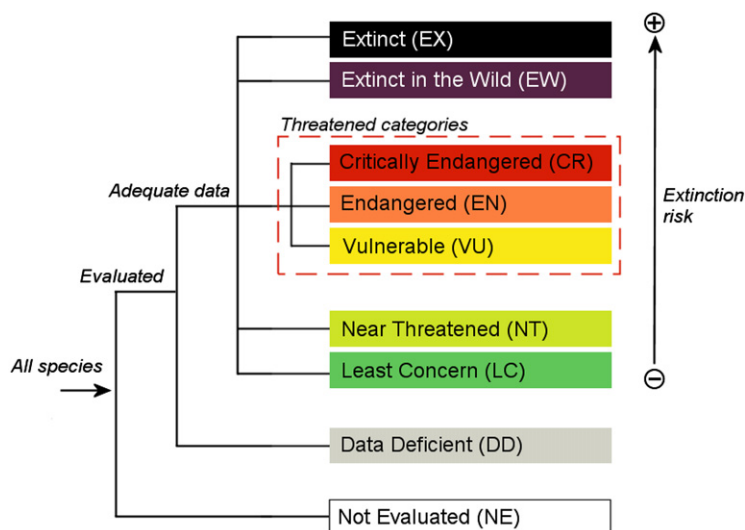 Extinct (EX)
Extinct in the Wild (EW)
Threatened categories
Critically Endangered (CR)
Adequate data
Endangered (EN)
Extinction
risk
Vulnerable (VU)
Evaluated
Near Threatened (NT)
All species
Least Concern (LC)
Data Deficient (DD)
Not Evaluated (NE)